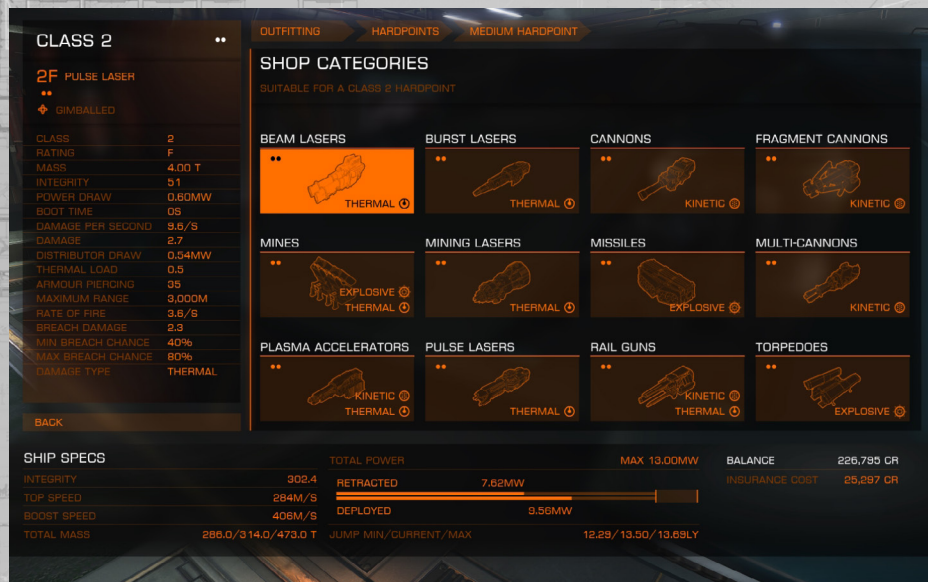 CLASS 2
2F PULSE LASER
GIMBALLED
CLASS 2
RATING F
MASS 4.00 T
INTEGRITY 51
POWER DRAW 0.60MW
BOOT TIME 0S
DAMAGE PER SECOND 9.6/S
DAMAGE 2.7
DISTRIBUTOR DRAW 0.54MW
THERMAL LOAD 0.5
ARMOUR PIERCING 35
MAXIMUM RANGE 3,000M
RATE OF FIRE 3.6/S
BREACH DAMAGE 2.3
MIN BREACH CHANCE 40%
MAX BREACH CHANCE 80%
DAMAGE TYPE THERMAL
BACK
OUTFITTING HARDPOINTS MEDIUM HARDPOINT
SHOP CATEGORIES
SUITABLE FOR A CLASS 2 HARDPOINT
BEAM LASERS BURST LASERS CANNONS FRAGMENT CANNONS
THERMAL THERMAL KINETIC KINETIC
MINES MINING LASERS MISSILES MULTI-CANNONS
EXPLOSIVE
THERMAL THERMAL EXPLOSIVE KINETIC
PLASMA ACCELERATORS PULSE LASERS RAIL GUNS TORPEDOES
KINETIC KINETIC
THERMAL THERMAL THERMAL EXPLOSIVE
SHIP SPECS
INTEGRITY 302.4
TOP SPEED 284M/S
BOOST SPEED 406M/S
TOTAL MASS 286.0/314.0/473.0 T
TOTAL POWER MAX 13.00MW
RETRACTED 7.62MW
DEPLOYED 9.56MW
JUMP MIN/CURRENT/MAX 12.29/13.50/13.69LY
BALANCE 226,795 CR
INSURANCE COST 25,297 CR